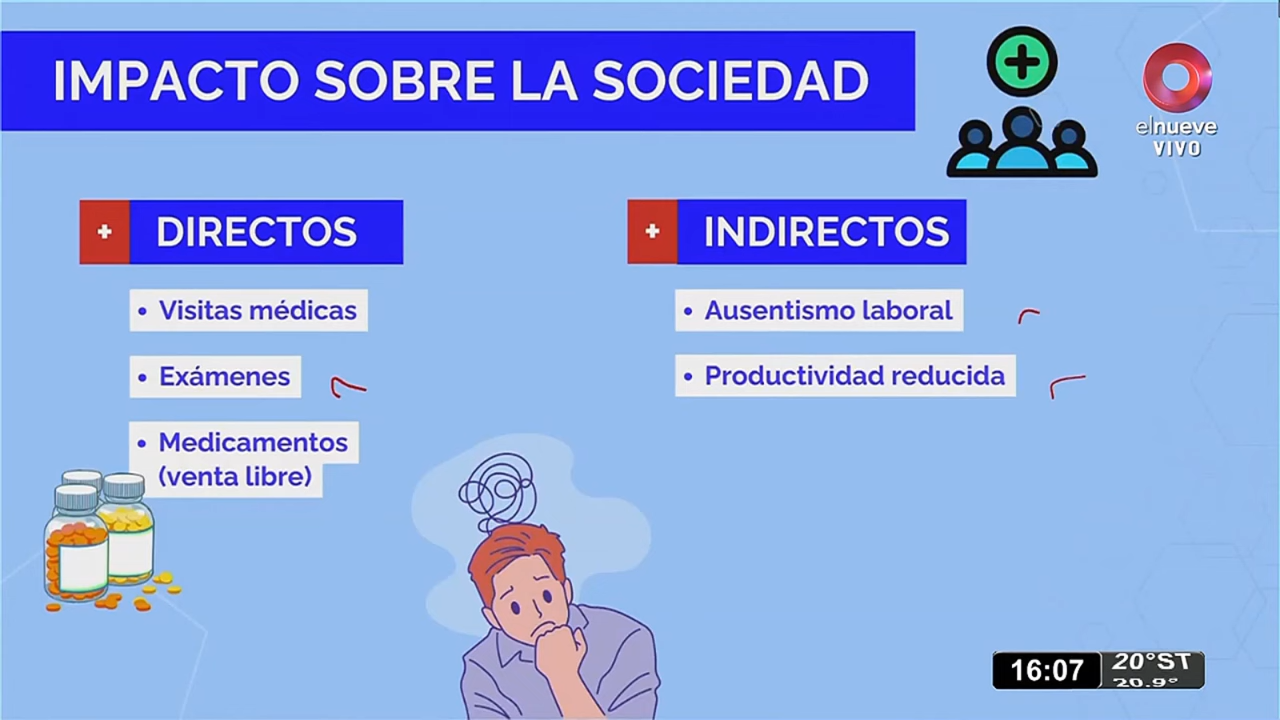 IMPACTO SOBRE LA SOCIEDAD
elnueve
VIVO
+ DIRECTOS
• Visitas médicas
• Exámenes
• Medicamentos
(venta libre)
+ INDIRECTOS
• Ausentismo laboral
• Productividad reducida
16:07
20°ST
20.9°